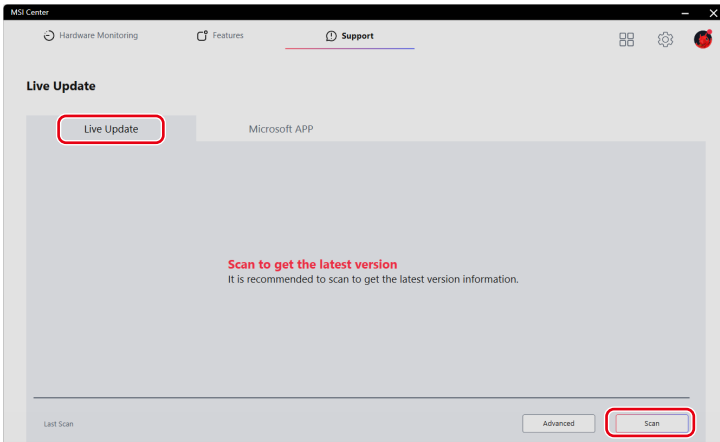 MSI Center
Hardware Monitoring
Features
Support
Live Update
Live Update
Microsoft APP
Scan to get the latest version
It is recommended to scan to get the latest version information.
Last Scan
Advanced
Scan